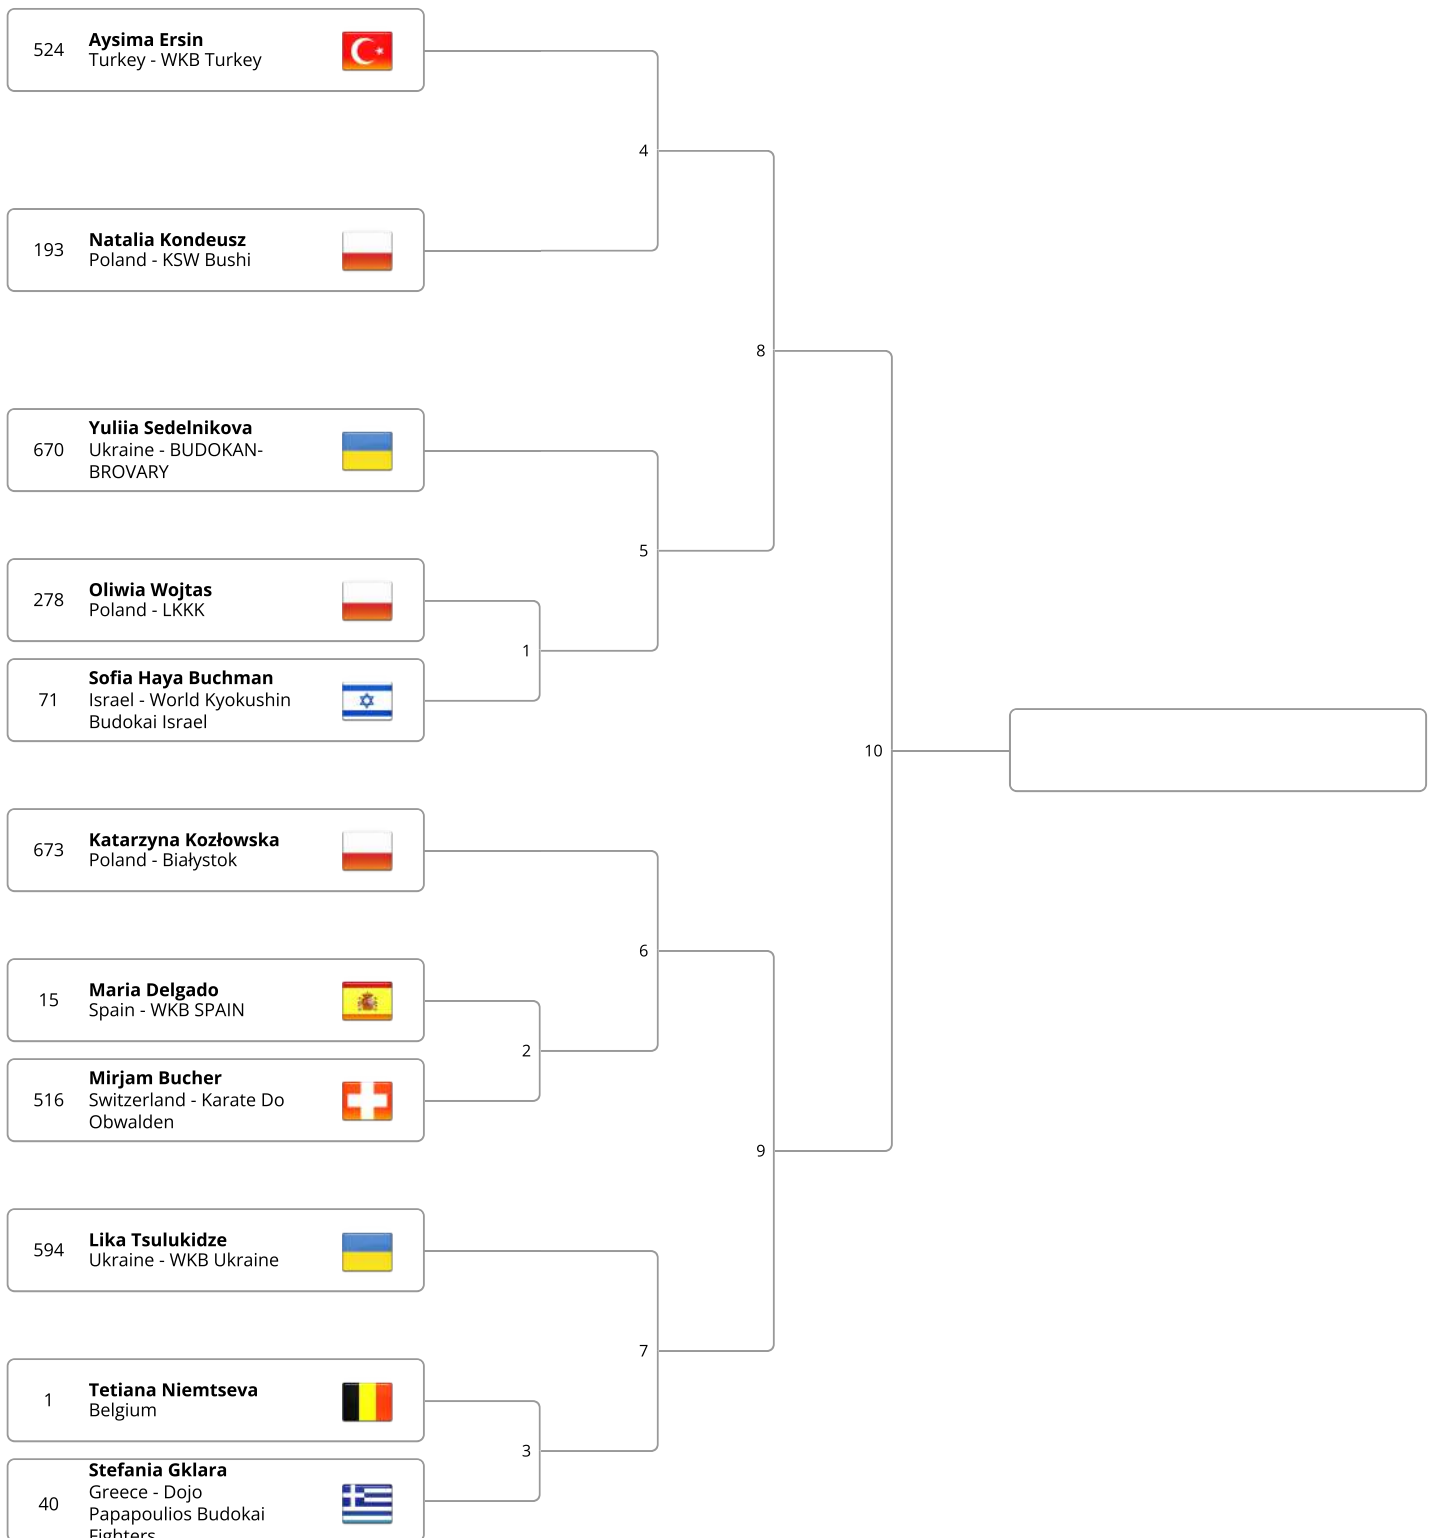 524
Aysima Ersin
Turkey - WKB Turkey
4
193
Natalia Kondeusz
Poland - KSW Bushi
8
670
Yuliia Sedelnikova
Ukraine - BUDOKAN-
BROVARY
5
278
Oliwia Wojtas
Poland - LKKK
1
71
Sofia Haya Buchman
Israel - World Kyokushin
Budokai Israel
10
673
Katarzyna Kozłowska
Poland - Białystok
6
15
Maria Delgado
Spain - WKB SPAIN
2
516
Mirjam Bucher
Switzerland - Karate Do
Obwalden
9
594
Lika Tsulukidze
Ukraine - WKB Ukraine
7
1
Tetiana Niemtseva
Belgium
3
40
Stefania Gklara
Greece - Dojo
Papapoulios Budokai
Fighters